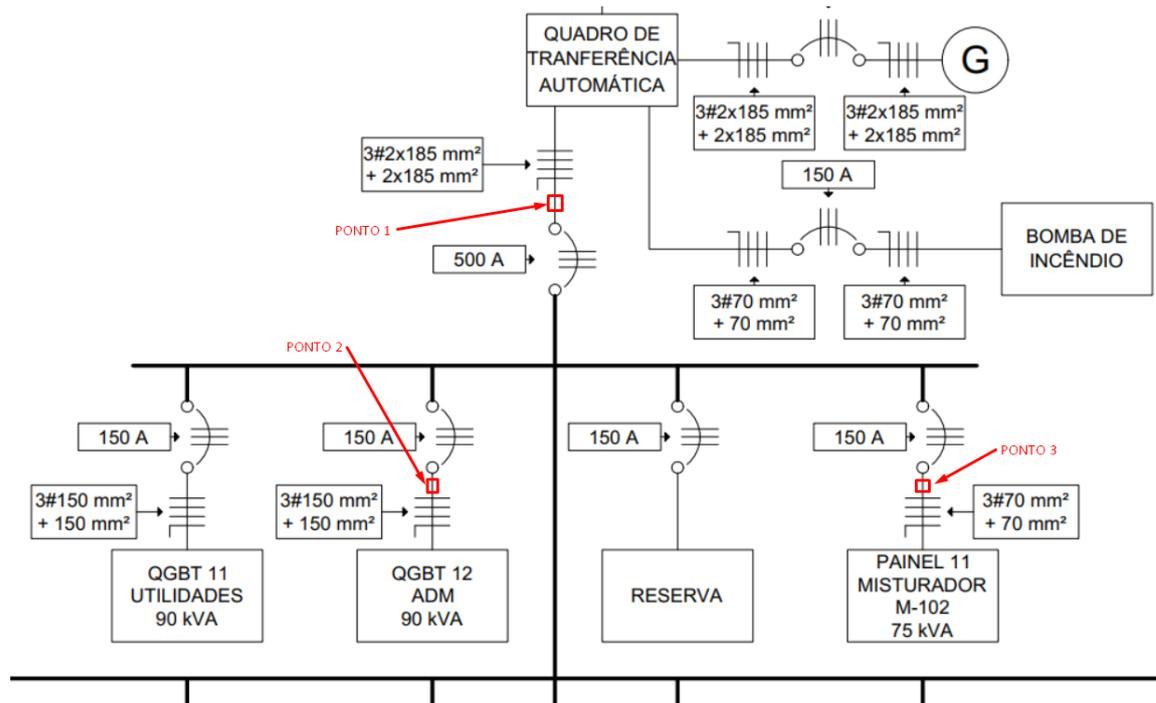 QUADRO DE
TRANFERÊNCIA
AUTOMÁTICA
G
3#2x185 mm²
+ 2x185 mm²
3#2x185 mm²
+ 2x185 mm²
3#2x185 mm²
+ 2x185 mm²
150 A
PONTO 1
500 A
BOMBA DE
INCÊNDIO
3#70 mm²
+ 70 mm²
3#70 mm²
+ 70 mm²
PONTO 2
150 A
150 A
150 A
150 A
PONTO 3
3#150 mm²
+ 150 mm²
3#150 mm²
+ 150 mm²
3#70 mm²
+ 70 mm²
QGBT 11
UTILIDADES
90 kVA
QGBT 12
ADM
90 kVA
RESERVA
PAINEL 11
MISTURADOR
M-102
75 kVA